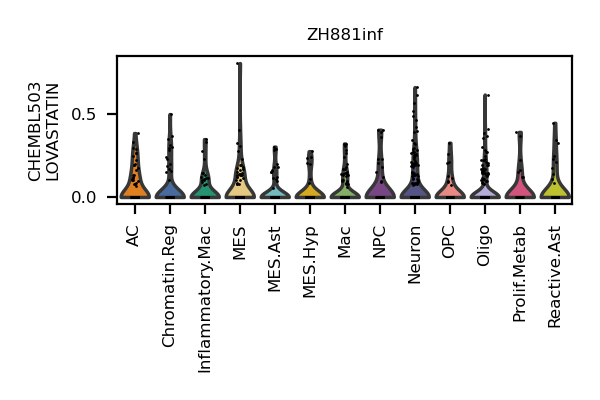 ZH881inf
CHEMBL503
LOVASTATIN
0.5
0.0
AC
Chromatin.Reg
Inflammatory.Mac
MES
MES.Ast
MES.Hyp
Mac
NPC
Neuron
OPC
Oligo
Prolif.Metab
Reactive.Ast